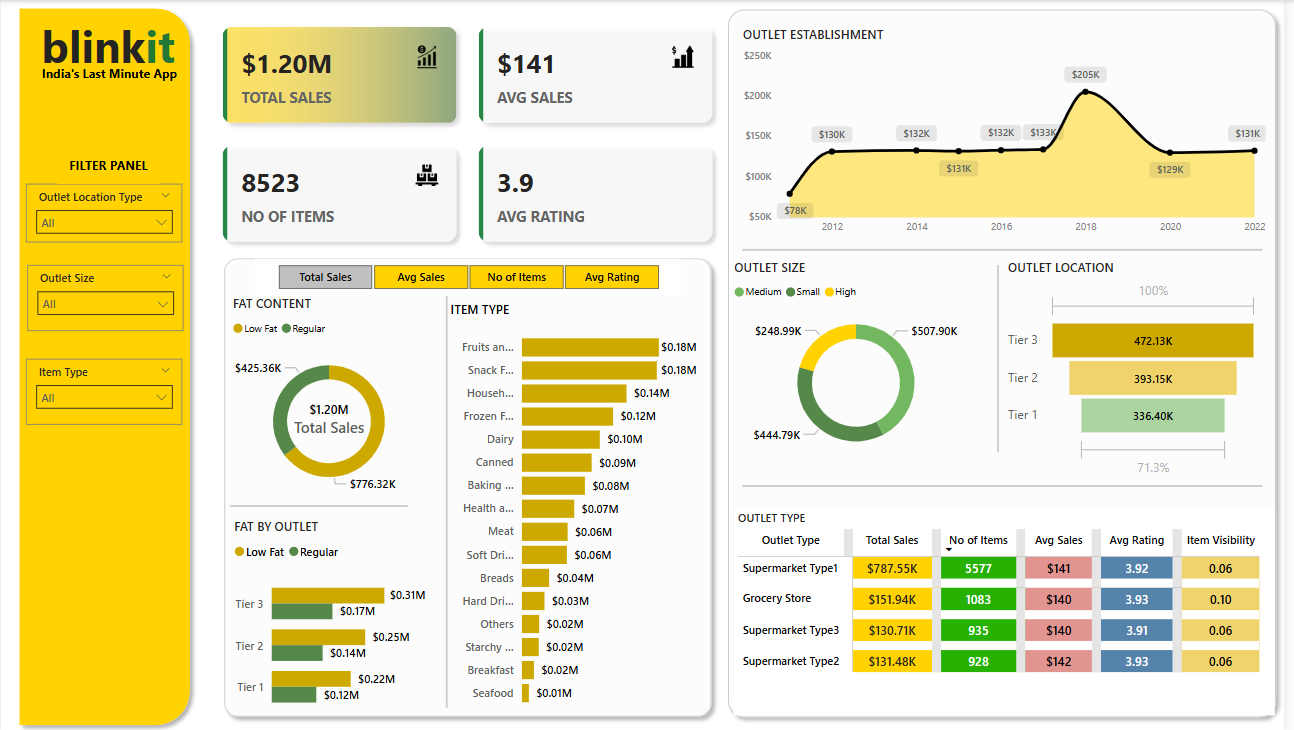 blinkit
India's Last Minute App
FILTER PANEL
Outlet Location Type
All
Outlet Size
All
Item Type
All
$1.20M
TOTAL SALES
$141
AVG SALES
8523
NO OF ITEMS
3.9
AVG RATING
Total Sales Avg Sales No of Items Avg Rating
FAT CONTENT
Low Fat Regular
$425.36K
$1.20M
Total Sales
$776.32K
FAT BY OUTLET
Low Fat Regular
Tier 3 $0.31M
$0.17M
Tier 2 $0.25M
$0.14M
Tier 1 $0.22M
$0.12M
ITEM TYPE
Fruits an... $0.18M
Snack F... $0.18M
Househ... $0.14M
Frozen F... $0.12M
Dairy $0.10M
Canned $0.09M
Baking ... $0.08M
Health a... $0.07M
Meat $0.06M
Soft Dri... $0.06M
Breads $0.04M
Hard Dri... $0.03M
Others $0.02M
Starchy ... $0.02M
Breakfast $0.02M
Seafood $0.01M
OUTLET ESTABLISHMENT
$250K
$200K
$150K
$100K
$50K
$78K $130K $132K $131K $132K $133K $205K $129K $131K
2012 2014 2016 2018 2020 2022
OUTLET SIZE
Medium Small High
$248.99K $507.90K
$444.79K
OUTLET LOCATION
100%
Tier 3 472.13K
Tier 2 393.15K
Tier 1 336.40K
71.3%
OUTLET TYPE
Outlet Type Total Sales No of Items Avg Sales Avg Rating Item Visibility
Supermarket Type1 $787.55K 5577 $141 3.92 0.06
Grocery Store $151.94K 1083 $140 3.93 0.10
Supermarket Type3 $130.71K 935 $140 3.91 0.06
Supermarket Type2 $131.48K 928 $142 3.93 0.06